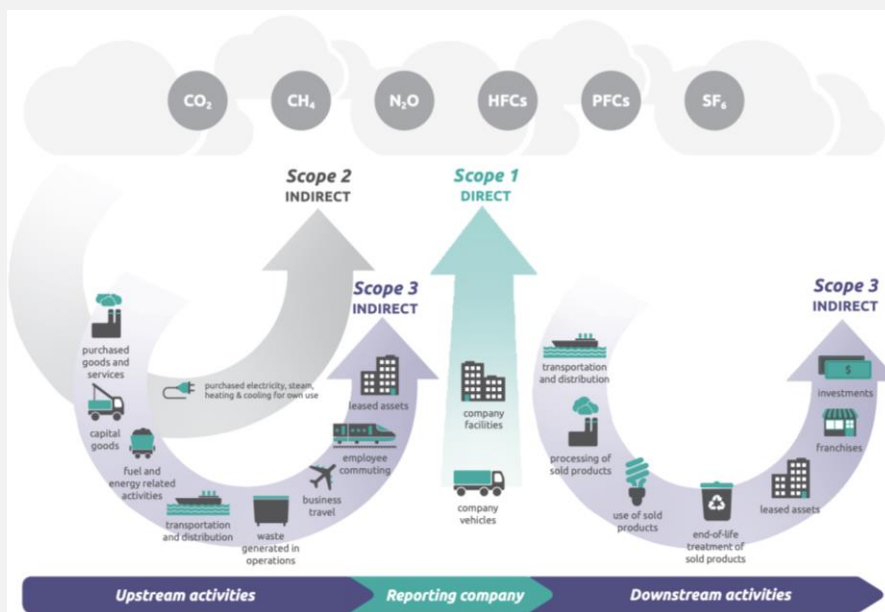 CO₂
CH₄
N₂O
HFCs
PFCs
SF₆
Scope 2
INDIRECT
Scope 1
DIRECT
Scope 3
INDIRECT
Scope 3
INDIRECT
purchased
goods and
services
capital
goods
fuel and
energy related
activities
transportation
and distribution
waste
generated in
operations
business
travel
employee
commuting
leased assets
purchased electricity, steam,
heating & cooling for own use
company
facilities
company
vehicles
transportation
and distribution
processing of
sold products
use of sold
products
end-of-life
treatment of
sold products
leased assets
franchises
investments
$
Upstream activities
Reporting company
Downstream activities